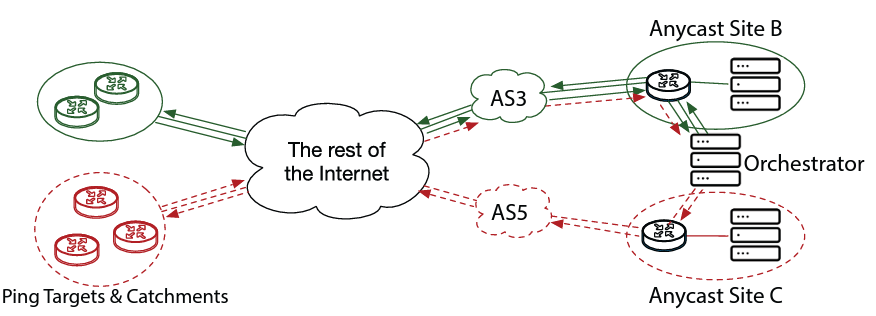 Anycast Site B
AS3
The rest of
the Internet
Orchestrator
AS5
Ping Targets & Catchments
Anycast Site C